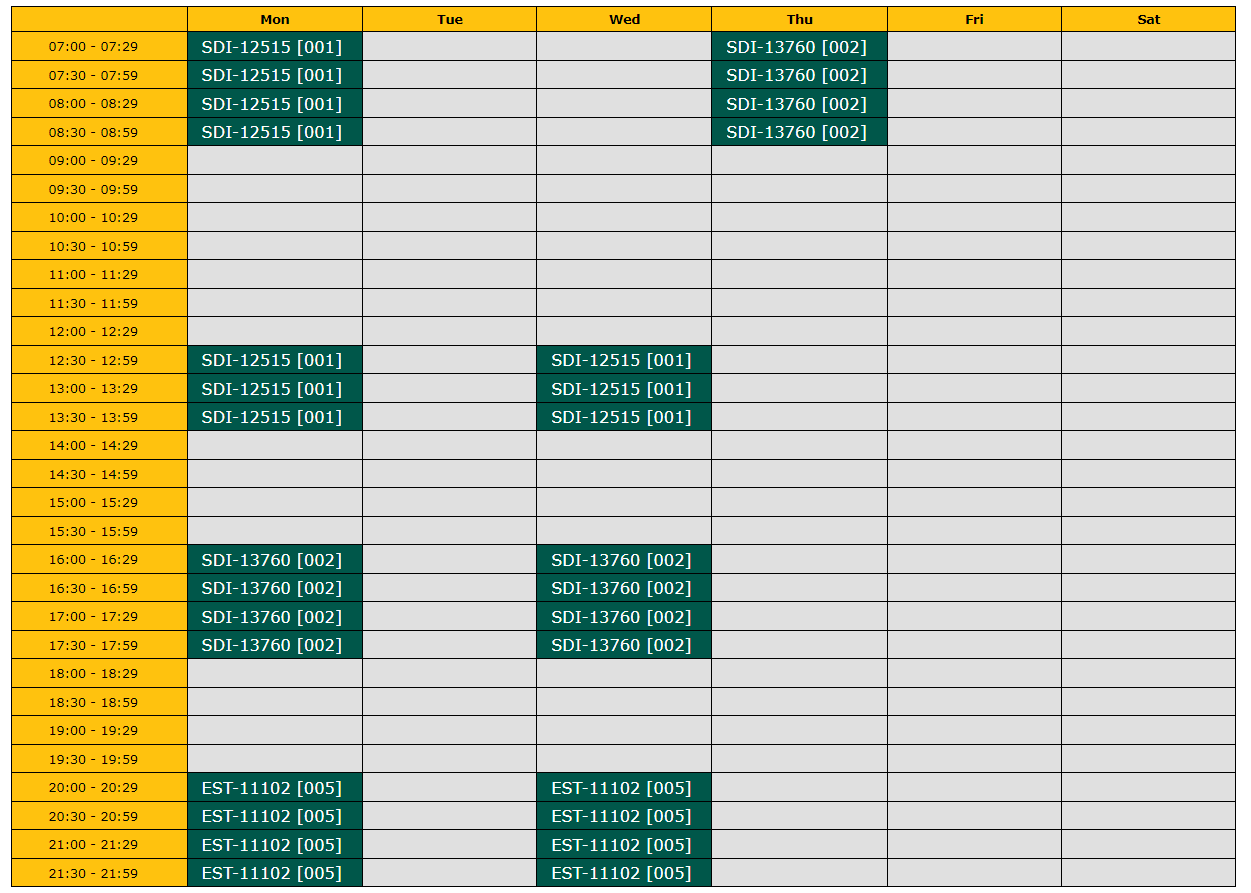 Mon Tue Wed Thu Fri Sat
07:00 - 07:29 SDI-12515 [001] SDI-13760 [002]
07:30 - 07:59 SDI-12515 [001] SDI-13760 [002]
08:00 - 08:29 SDI-12515 [001] SDI-13760 [002]
08:30 - 08:59 SDI-12515 [001] SDI-13760 [002]
09:00 - 09:29
09:30 - 09:59
10:00 - 10:29
10:30 - 10:59
11:00 - 11:29
11:30 - 11:59
12:00 - 12:29
12:30 - 12:59 SDI-12515 [001] SDI-12515 [001]
13:00 - 13:29 SDI-12515 [001] SDI-12515 [001]
13:30 - 13:59 SDI-12515 [001] SDI-12515 [001]
14:00 - 14:29
14:30 - 14:59
15:00 - 15:29
15:30 - 15:59
16:00 - 16:29 SDI-13760 [002] SDI-13760 [002]
16:30 - 16:59 SDI-13760 [002] SDI-13760 [002]
17:00 - 17:29 SDI-13760 [002] SDI-13760 [002]
17:30 - 17:59 SDI-13760 [002] SDI-13760 [002]
18:00 - 18:29
18:30 - 18:59
19:00 - 19:29
19:30 - 19:59
20:00 - 20:29 EST-11102 [005] EST-11102 [005]
20:30 - 20:59 EST-11102 [005] EST-11102 [005]
21:00 - 21:29 EST-11102 [005] EST-11102 [005]
21:30 - 21:59 EST-11102 [005] EST-11102 [005]